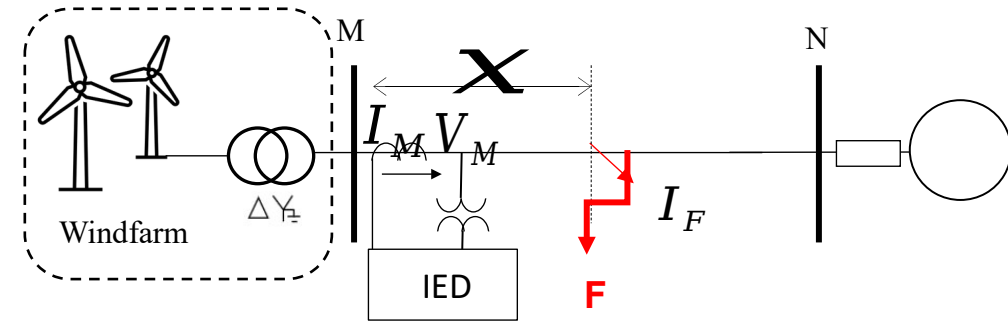 M
N
X
I_M V_M
Δ Y
I_F
Windfarm
IED
F